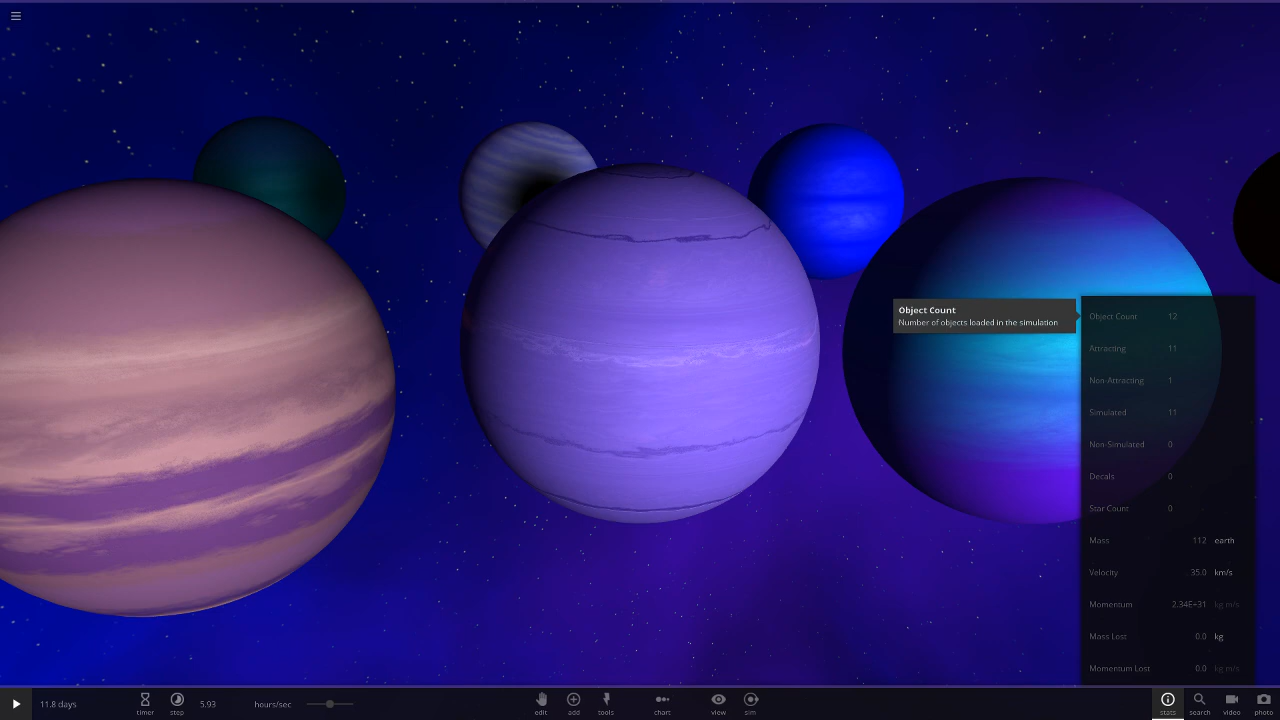 Object Count
Number of objects loaded in the simulation
Object Count 12
Attracting 11
Non-Attracting 1
Simulated 11
Non-Simulated 0
Decals 0
Star Count 0
Mass 112 earth
Velocity 35.0 km/s
Momentum 2.34E+31 kg m/s
Mass Lost 0.0 kg
Momentum Lost 0.0 kg m/s
11.8 days
timer
step
5.93
hours/sec
edit
add
tools
chart
view
sim
stats
search
video
photo